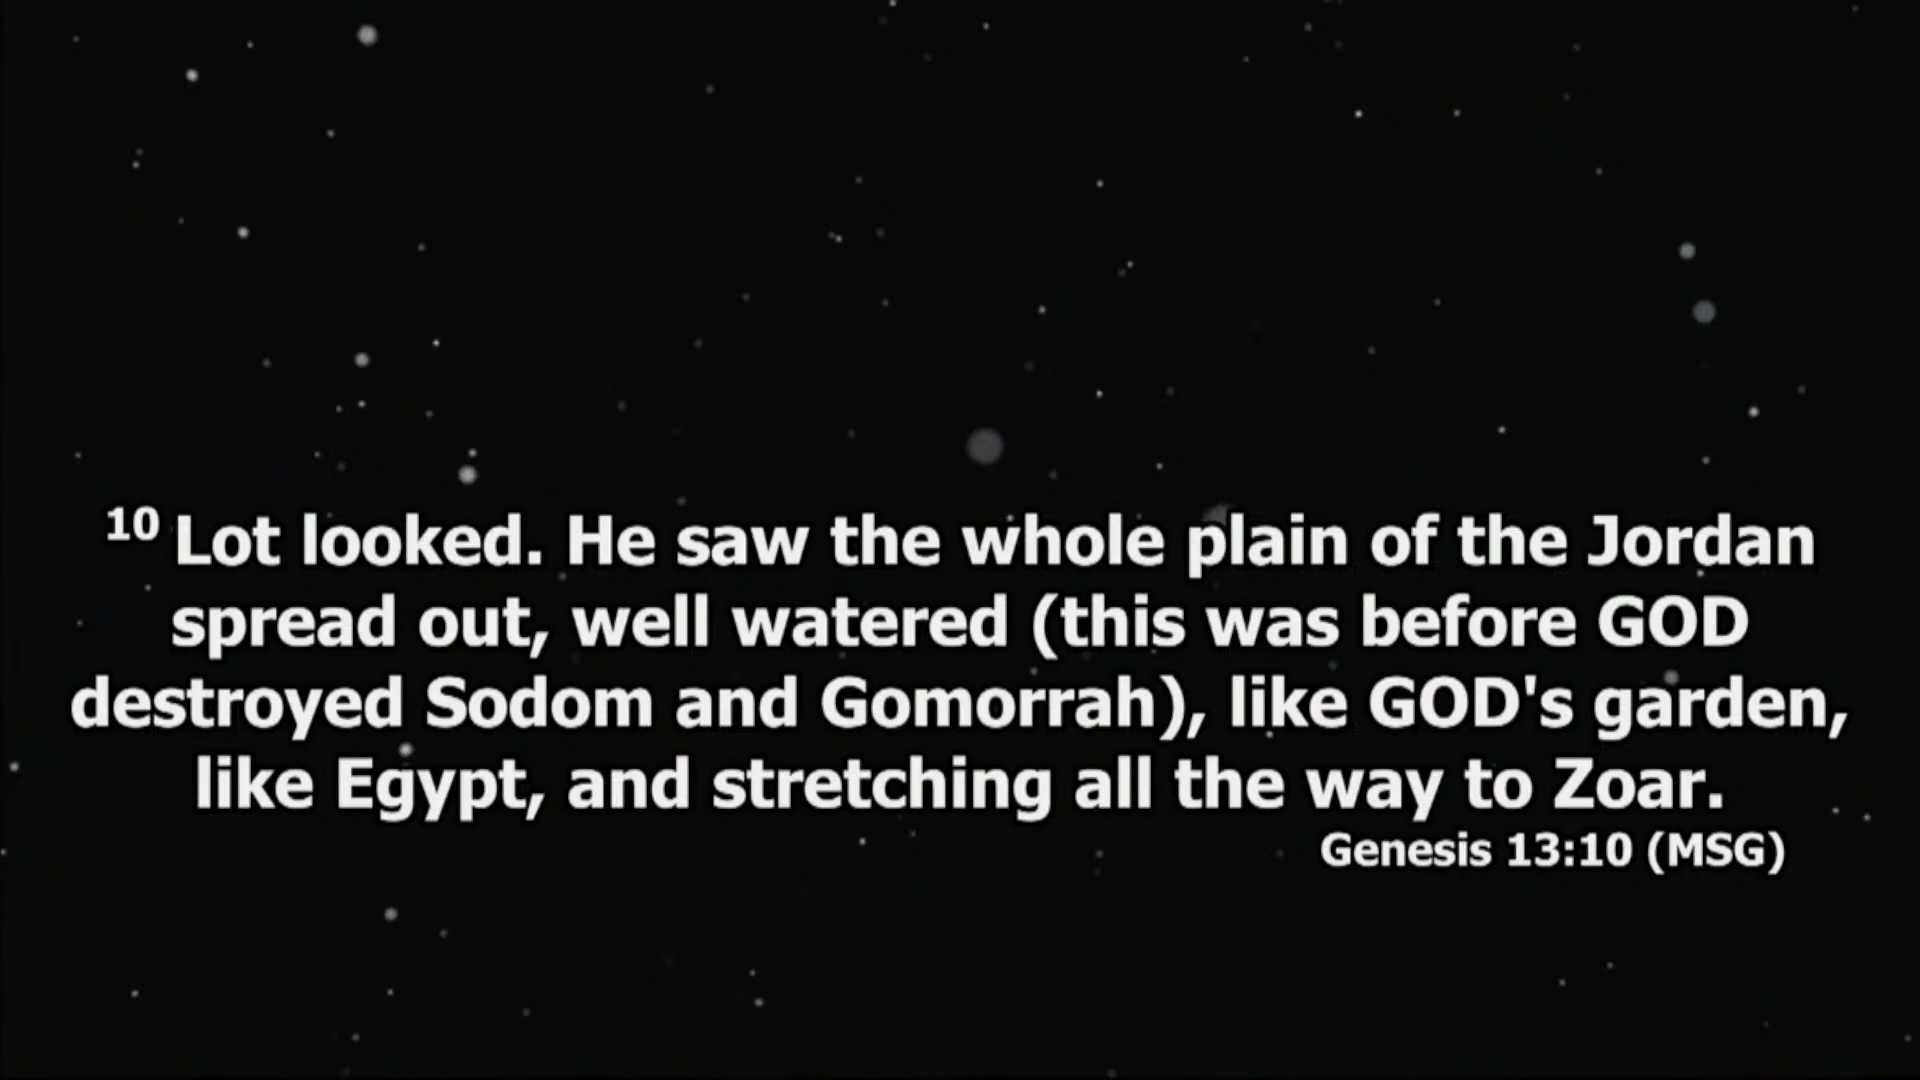 10 Lot looked. He saw the whole plain of the Jordan
spread out, well watered (this was before GOD
destroyed Sodom and Gomorrah), like GOD's garden,
like Egypt, and stretching all the way to Zoar.
Genesis 13:10 (MSG)